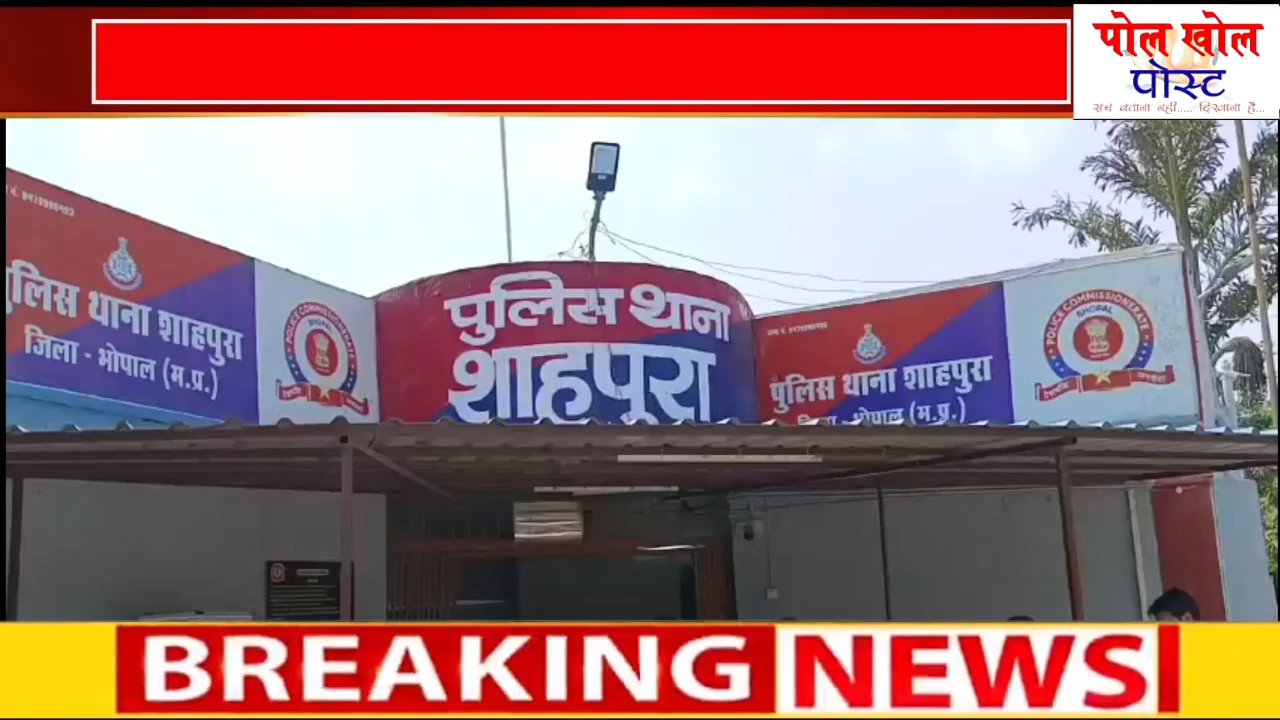 पोल खोल
पोस्ट
सच बताना नहीं..... दिखाना है...
पुलिस थाना शाहपुरा
जिला - भोपाल (म.प्र.)
POLICE COMMISSIONERATE
BHOPAL
पुलिस थाना
शाहपुरा
पुलिस थाना शाहपुरा
भोपाल (म.प्र.)
POLICE COMMISSIONERATE
BHOPAL
BREAKING NEWS